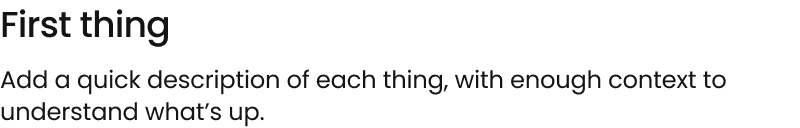 First thing
Add a quick description of each thing, with enough context to
understand what’s up.